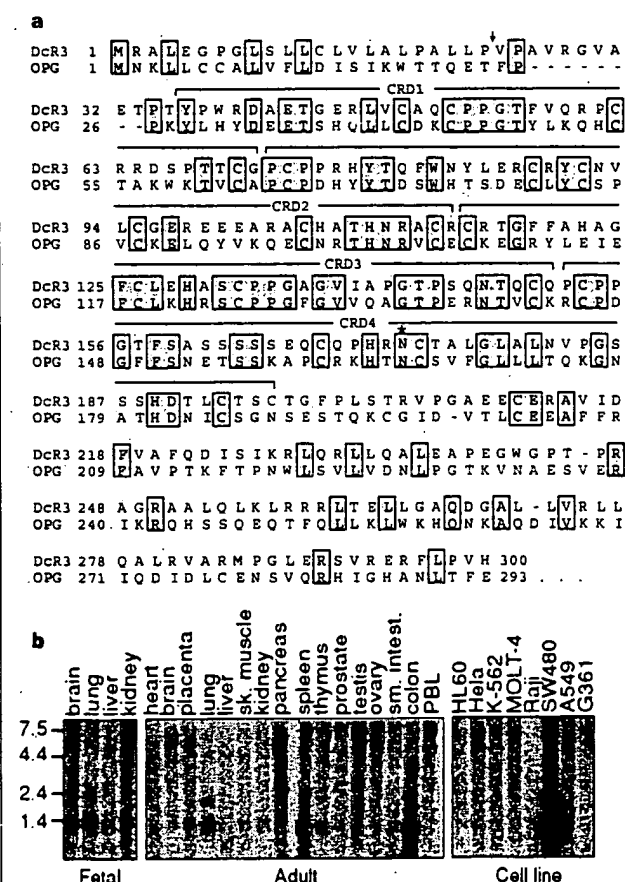 a
DcR3 1 M R A L E G P G L S L L C L V L A L P A L L P V P A V R G V A
OPG 1 M N K L L C C A L V F L D I S I K W T T Q E T F P - - - - - -
CRD1
DcR3 32 E T P T Y P W R D A E T G E R L V C A Q C P P G T F V Q R P C
OPG 26 - - P K Y L H Y D E E T S H Q L L C D K C P P G T Y L K Q H C
DcR3 63 R R D S P T T C G P C P P R H Y T Q F W N Y L E R C R Y C N V
OPG 55 T A K W K T V C A P C P D H Y Y T D S W H T S D E C L Y C S P
CRD2
DcR3 94 L C G E R E E E A R A C H A T H N R A C R C R T G F F A H A G
OPG 86 V C K E L Q Y V K Q E C N R T H N R V C E C K E G R Y L E I E
CRD3
DcR3 125 F C L E H A S C P P G A G V I A P G T P S Q N T Q C Q P C P P
OPG 117 F C L K H R S C P P G F G V V Q A G T P E R N T V C K R C P D
CRD4
DcR3 156 G T F S A S S S S S E Q C Q P H R N C T A L G L A L N V P G S
OPG 148 G F F S N E T S S K A P C R K H T N C S V F G L L L T Q K G N
DcR3 187 S S H D T L C T S C T G F P L S T R V P G A E E C E R A V I D
OPG 179 A T H D N I C S G N S E S T Q K C G I D - V T L C E E A F F R
DcR3 218 F V A F Q D I S I K R L Q R L L Q A L E A P E G W G P T - P R
OPG 209 F A V P T K F T P N W L S V L V D N L P G T K V N A E S V E R
DcR3 248 A G R A A L Q L K L R R R L T E L L G A Q D G A L - L V R L L
OPG 240 I K R Q H S S Q E Q T F Q L L K L W K H Q N K A Q D I V K K I
DcR3 278 Q A L R V A R M P G L E R S V R E R F L P V H 300
OPG 271 I Q D I D L C E N S V Q R H I G H A N L T F E 293 . . .
b
brain lung liver kidney heart brain placenta lung liver sk. muscle kidney pancreas spleen thymus prostate testis ovary sm. intest. colon PBL HL60 Hela K-562 MOLT-4 Raji SW480 A549 G361
7.5
4.4
2.4
1.4
Fetal Adult Cell line